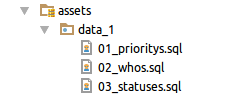 assets
data_1
01_prioritys.sql
02_whos.sql
03_statuses.sql